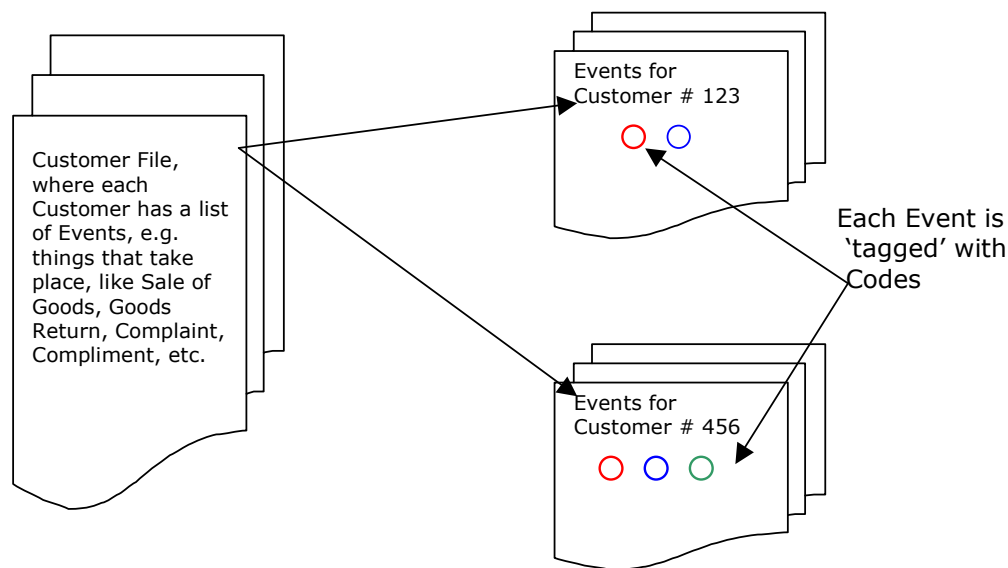 Customer File,
where each
Customer has a list
of Events, e.g.
things that take
place, like Sale of
Goods, Goods
Return, Complaint,
Compliment, etc.
Events for
Customer # 123
Each Event is
‘tagged’ with
Codes
Events for
Customer # 456